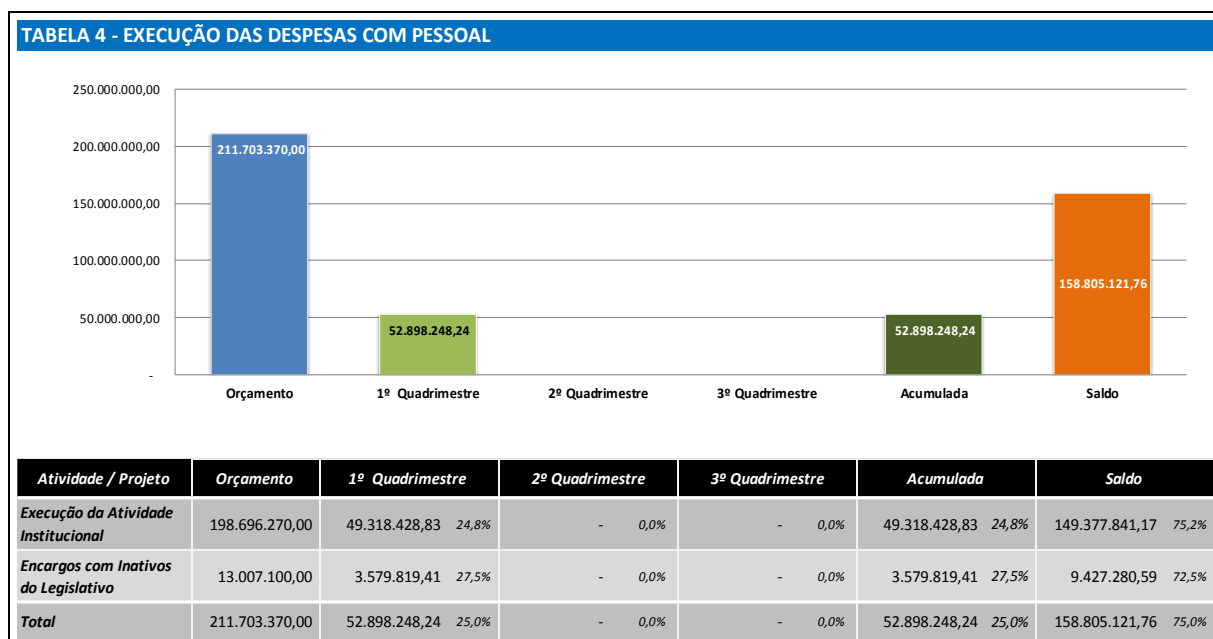 TABELA 4 - EXECUÇÃO DAS DESPESAS COM PESSOAL
250.000.000,00
200.000.000,00
150.000.000,00
100.000.000,00
50.000.000,00
-
211.703.370,00
52.898.248,24
52.898.248,24
158.805.121,76
Orçamento 1º Quadrimestre 2º Quadrimestre 3º Quadrimestre Acumulada Saldo
Atividade / Projeto Orçamento 1º Quadrimestre 2º Quadrimestre 3º Quadrimestre Acumulada Saldo
Execução da Atividade
Institucional 198.696.270,00 49.318.428,83 24,8% - 0,0% - 0,0% 49.318.428,83 24,8% 149.377.841,17 75,2%
Encargos com Inativos
do Legislativo 13.007.100,00 3.579.819,41 27,5% - 0,0% - 0,0% 3.579.819,41 27,5% 9.427.280,59 72,5%
Total 211.703.370,00 52.898.248,24 25,0% - 0,0% - 0,0% 52.898.248,24 25,0% 158.805.121,76 75,0%